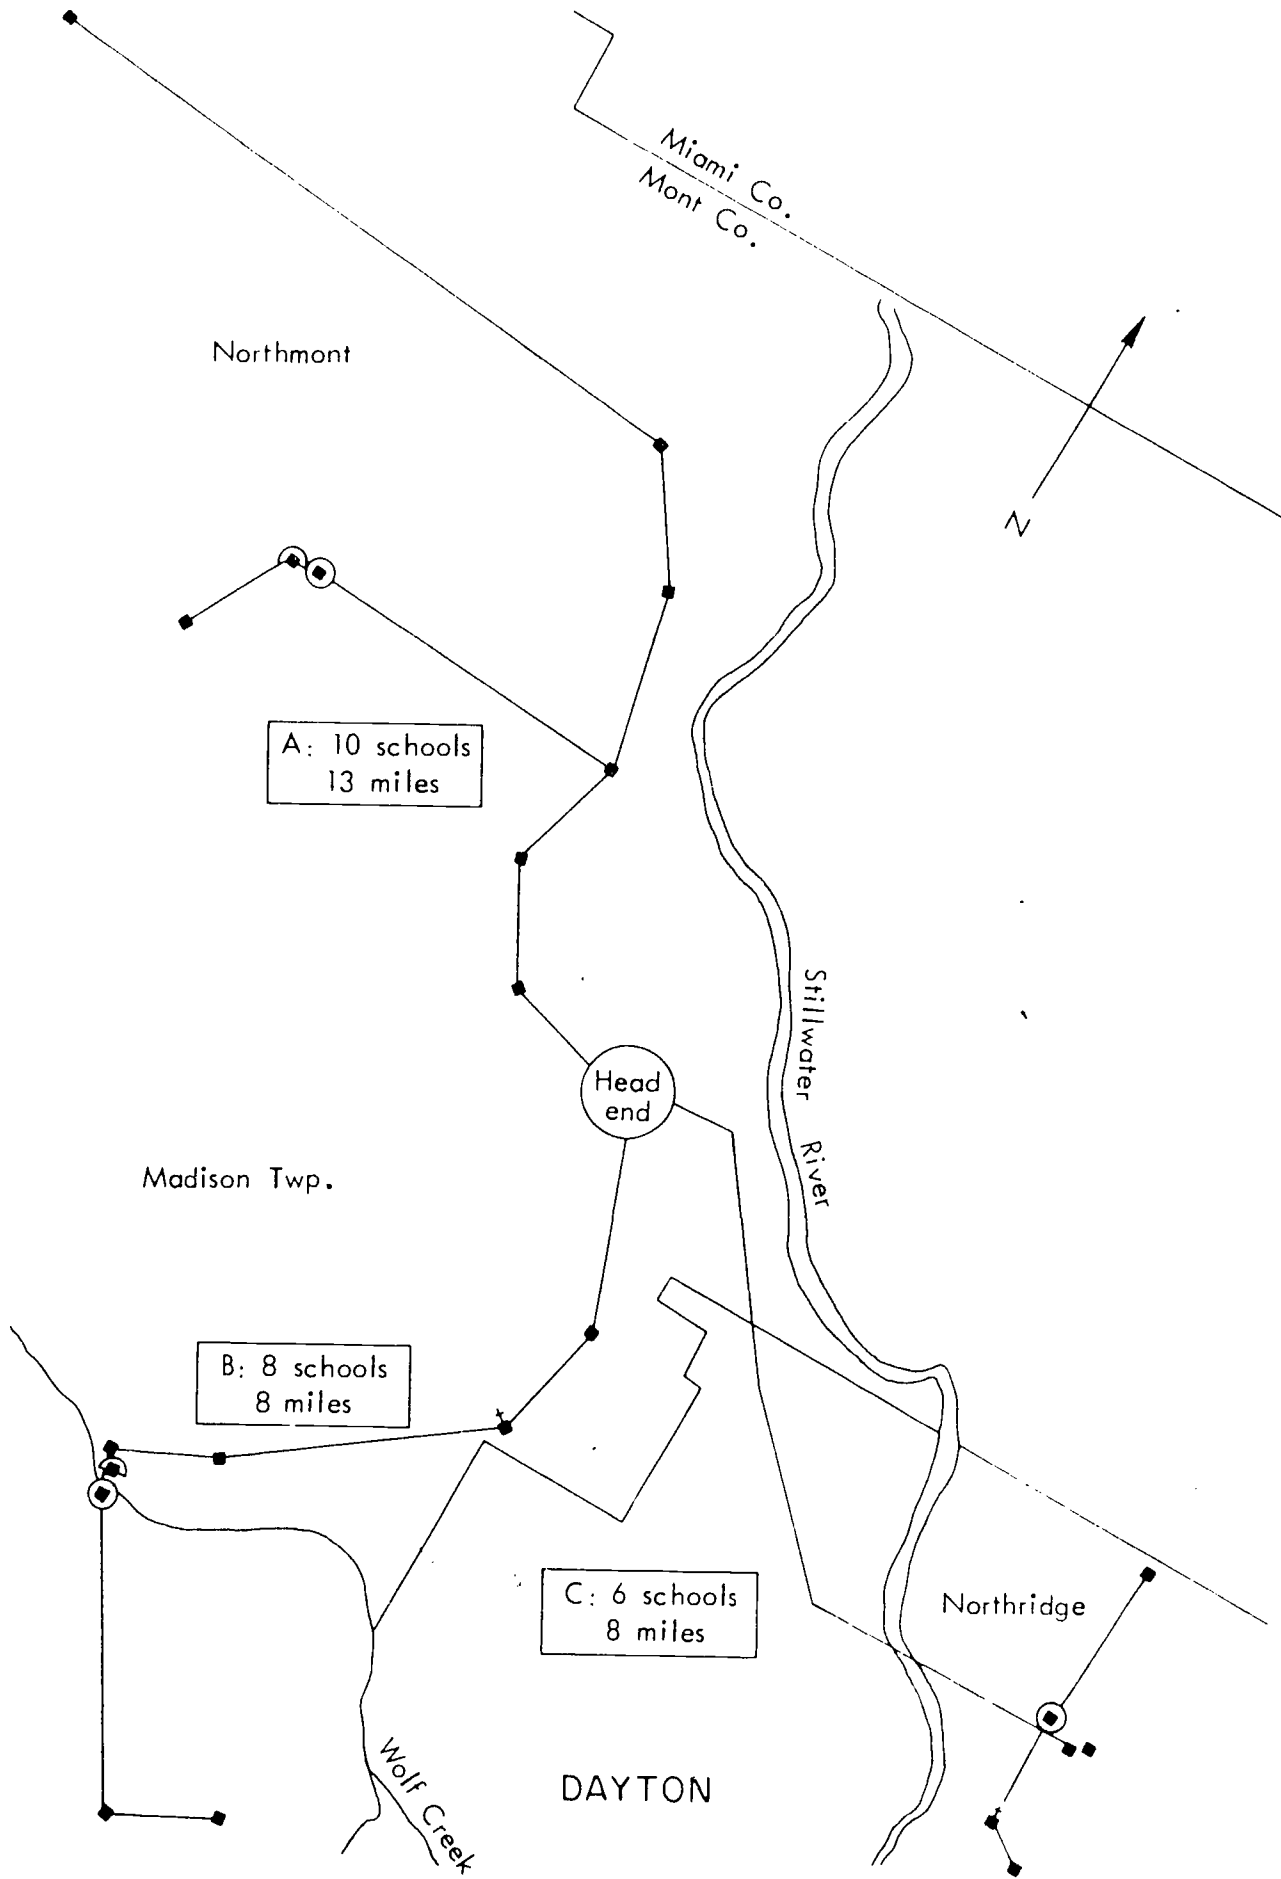 Miami Co.
Mont Co.
Northmont
N
A: 10 schools
13 miles
Stillwater River
Head
end
Madison Twp.
B: 8 schools
8 miles
C: 6 schools
8 miles
Northridge
Wolf Creek
DAYTON